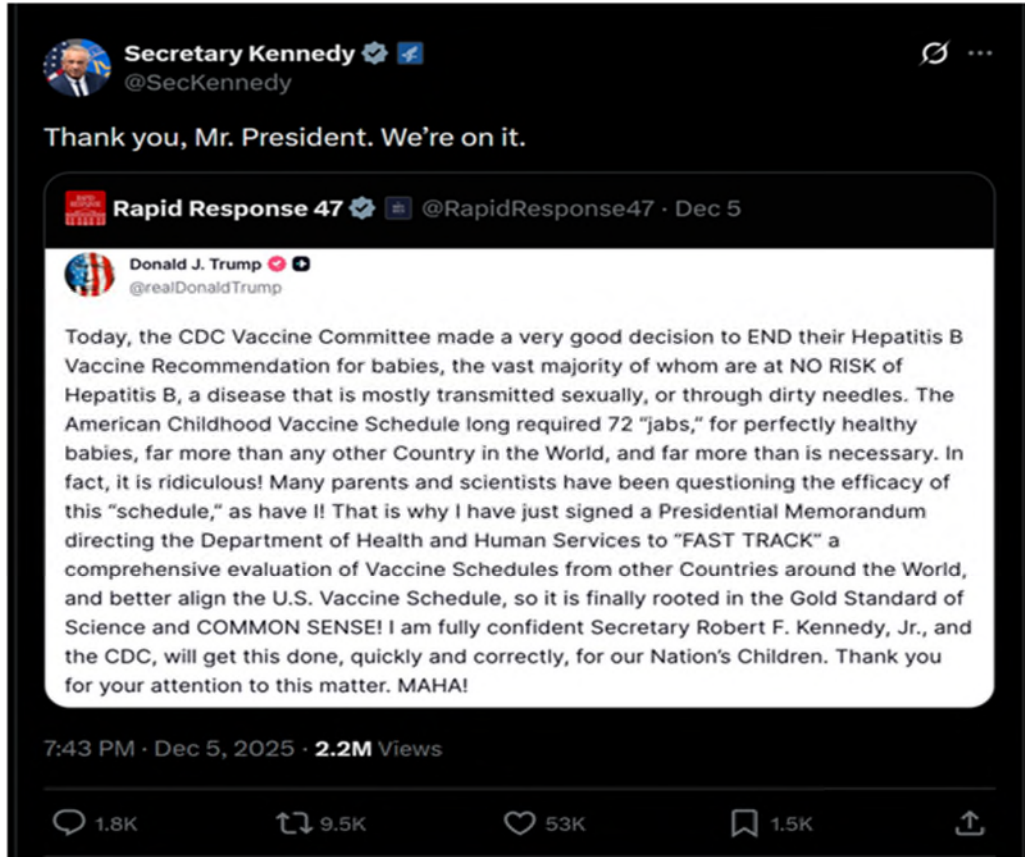 Secretary Kennedy
@SecKennedy
Thank you, Mr. President. We’re on it.
Rapid Response 47 @RapidResponse47 · Dec 5
Donald J. Trump
@realDonaldTrump
Today, the CDC Vaccine Committee made a very good decision to END their Hepatitis B
Vaccine Recommendation for babies, the vast majority of whom are at NO RISK of
Hepatitis B, a disease that is mostly transmitted sexually, or through dirty needles. The
American Childhood Vaccine Schedule long required 72 “jabs,” for perfectly healthy
babies, far more than any other Country in the World, and far more than is necessary. In
fact, it is ridiculous! Many parents and scientists have been questioning the efficacy of
this “schedule,” as have I! That is why I have just signed a Presidential Memorandum
directing the Department of Health and Human Services to “FAST TRACK” a
comprehensive evaluation of Vaccine Schedules from other Countries around the World,
and better align the U.S. Vaccine Schedule, so it is finally rooted in the Gold Standard of
Science and COMMON SENSE! I am fully confident Secretary Robert F. Kennedy, Jr., and
the CDC, will get this done, quickly and correctly, for our Nation’s Children. Thank you
for your attention to this matter. MAHA!
7:43 PM · Dec 5, 2025 · 2.2M Views
1.8K 9.5K 53K 1.5K